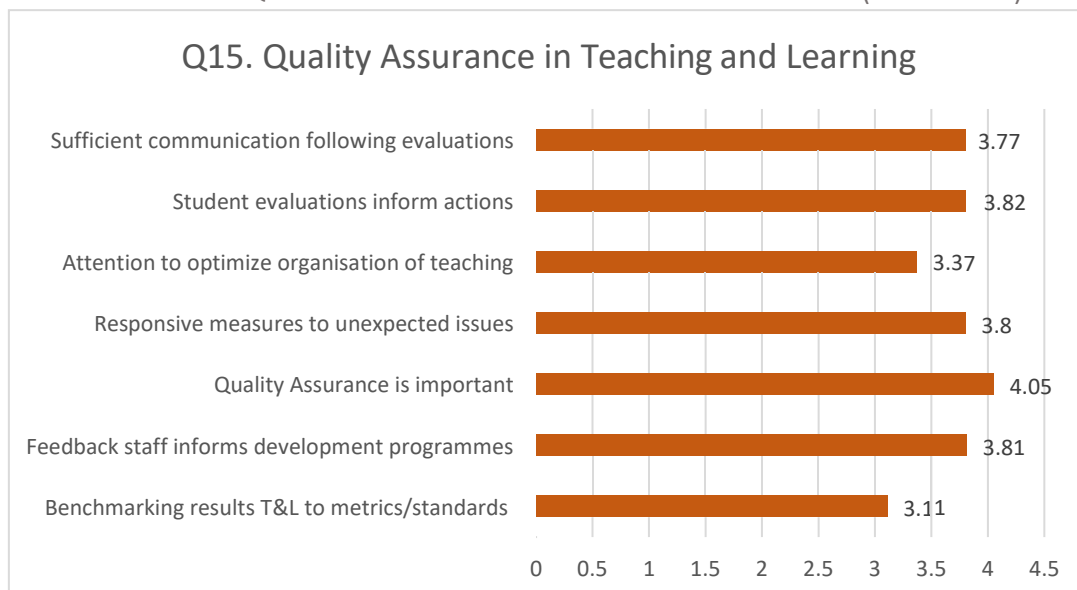 Q15. Quality Assurance in Teaching and Learning
Sufficient communication following evaluations 3.77
Student evaluations inform actions 3.82
Attention to optimize organisation of teaching 3.37
Responsive measures to unexpected issues 3.8
Quality Assurance is important 4.05
Feedback staff informs development programmes 3.81
Benchmarking results T&L to metrics/standards 3.11
0 0.5 1 1.5 2 2.5 3 3.5 4 4.5